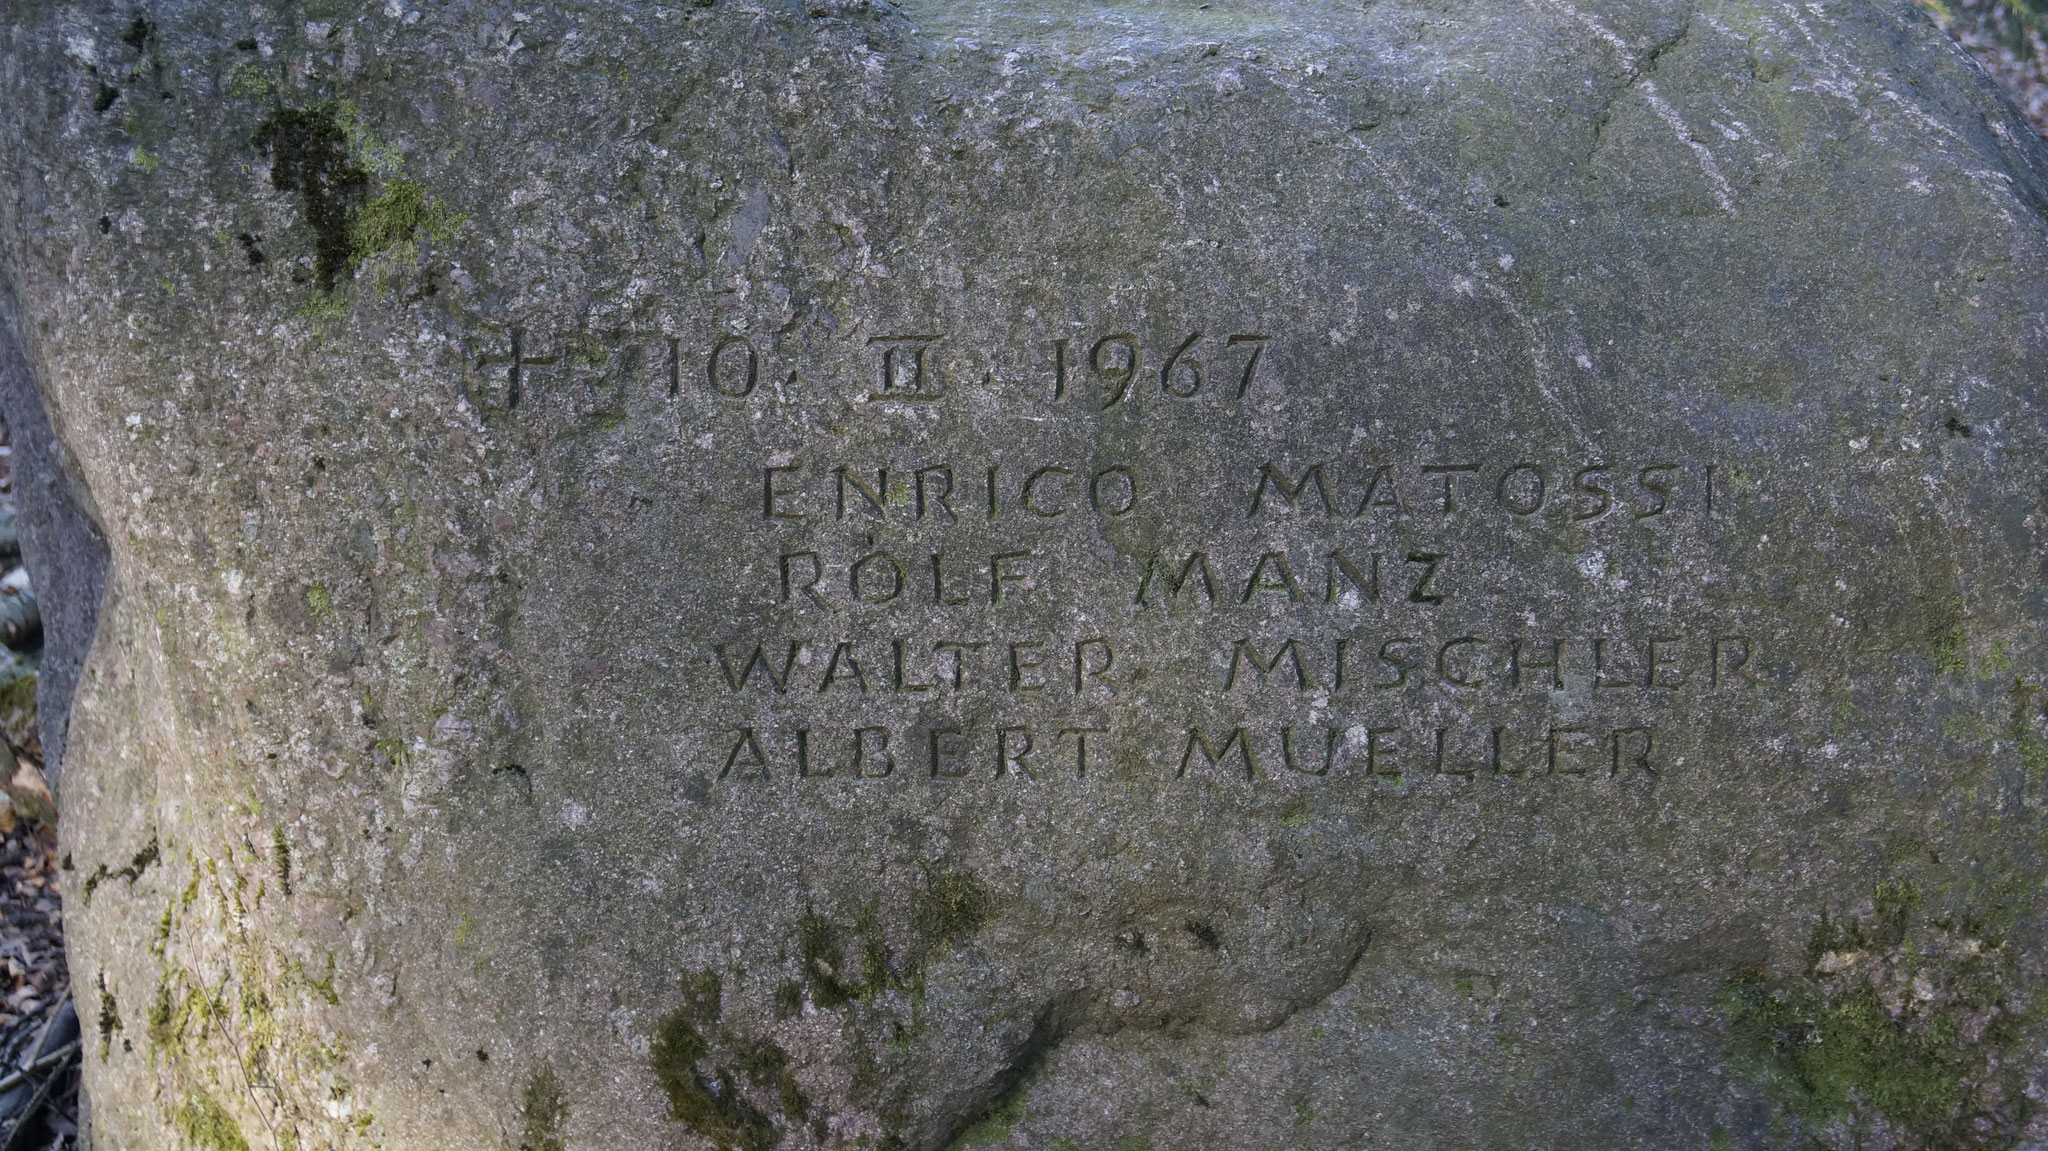 † 10. II. 1967
ENRICO MATOSSI
ROLF MANZ
WALTER MISCHLER
ALBERT MUELLER